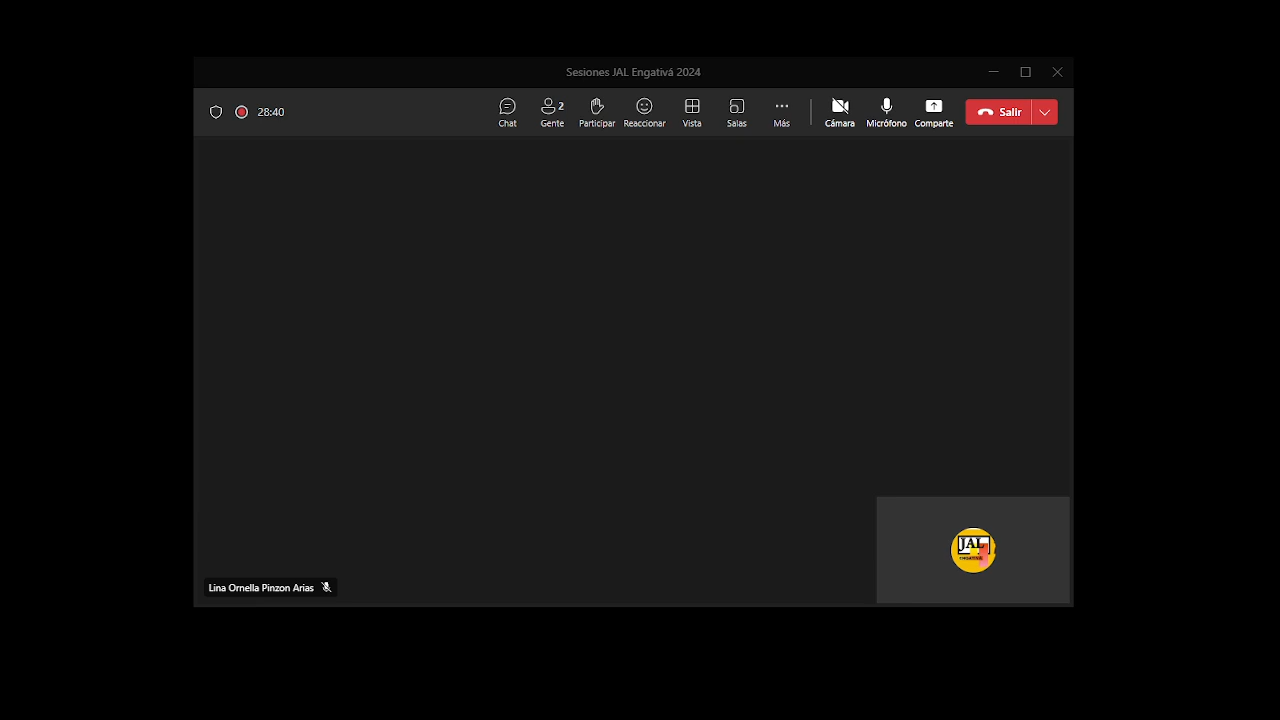 Sesiones JAL Engativá 2024
28:40
Chat
2
Gente
Participar
Reaccionar
Vista
Salas
Más
Cámara
Micrófono
Comparte
Salir
JAL
Lina Ornella Pinzon Arias